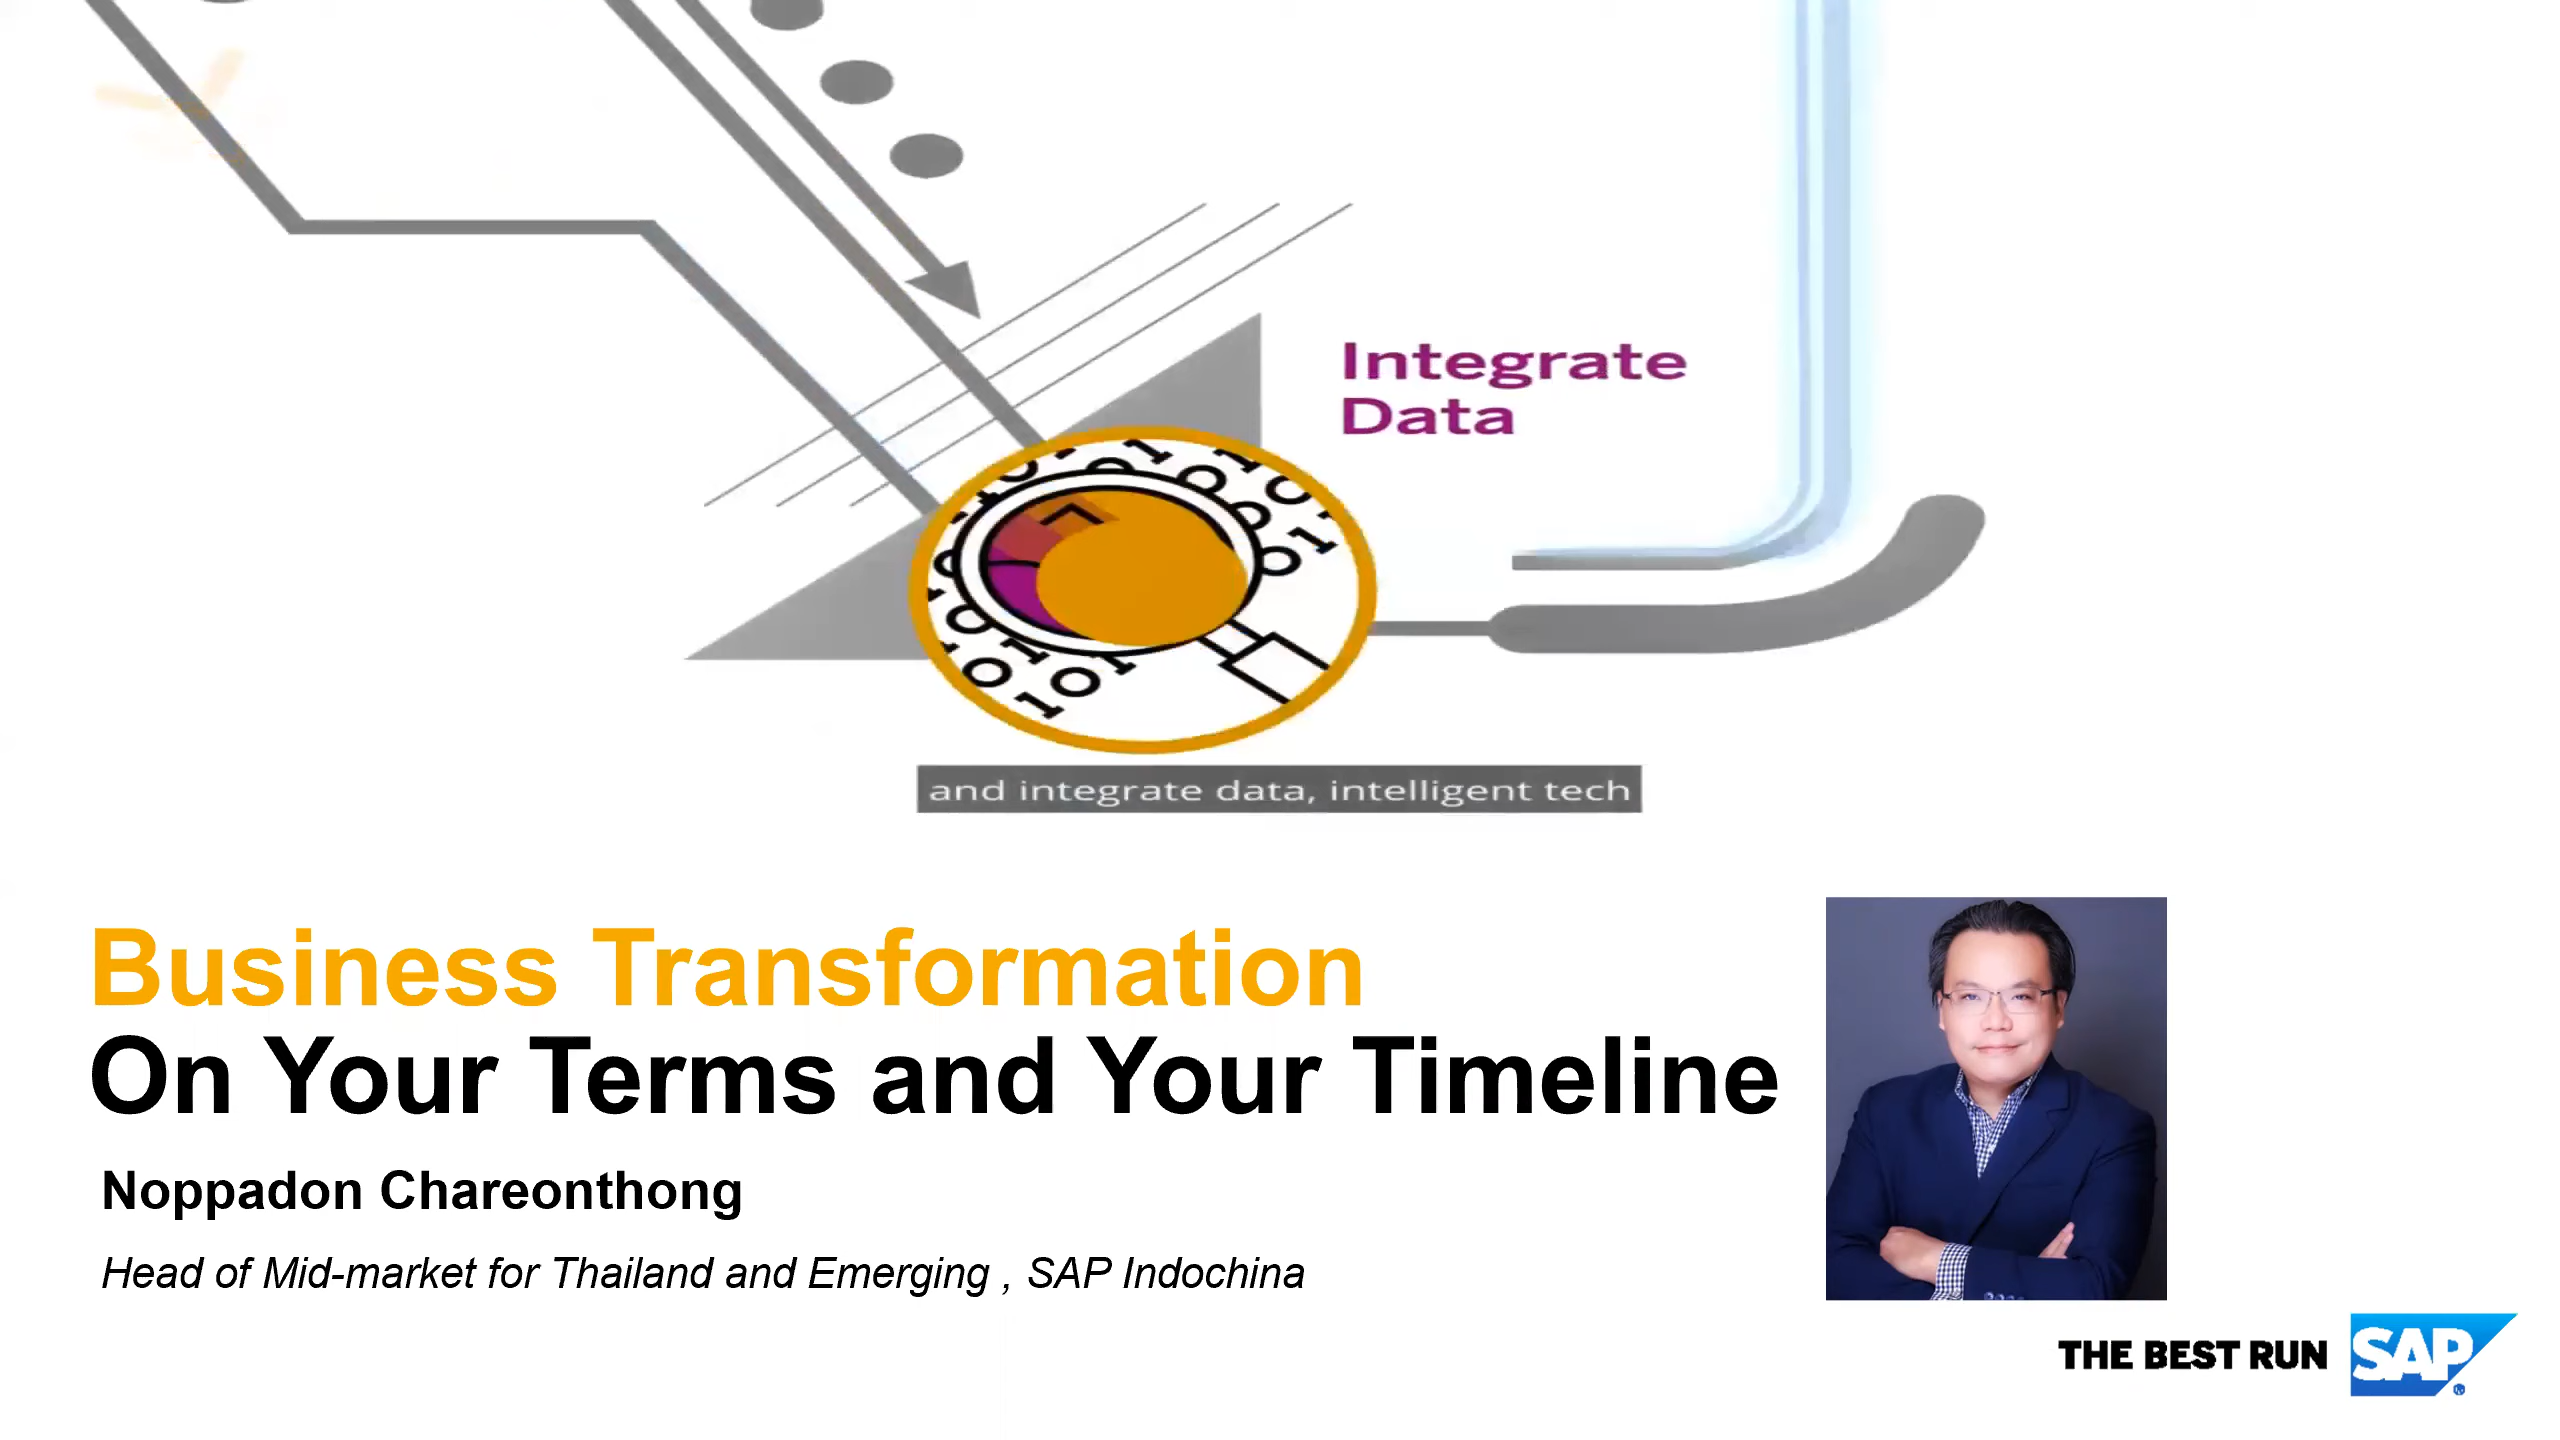 Integrate
Data
and integrate data, intelligent tech
Business Transformation
On Your Terms and Your Timeline
Noppadon Chareonthong
Head of Mid-market for Thailand and Emerging , SAP Indochina
THE BEST RUN SAP